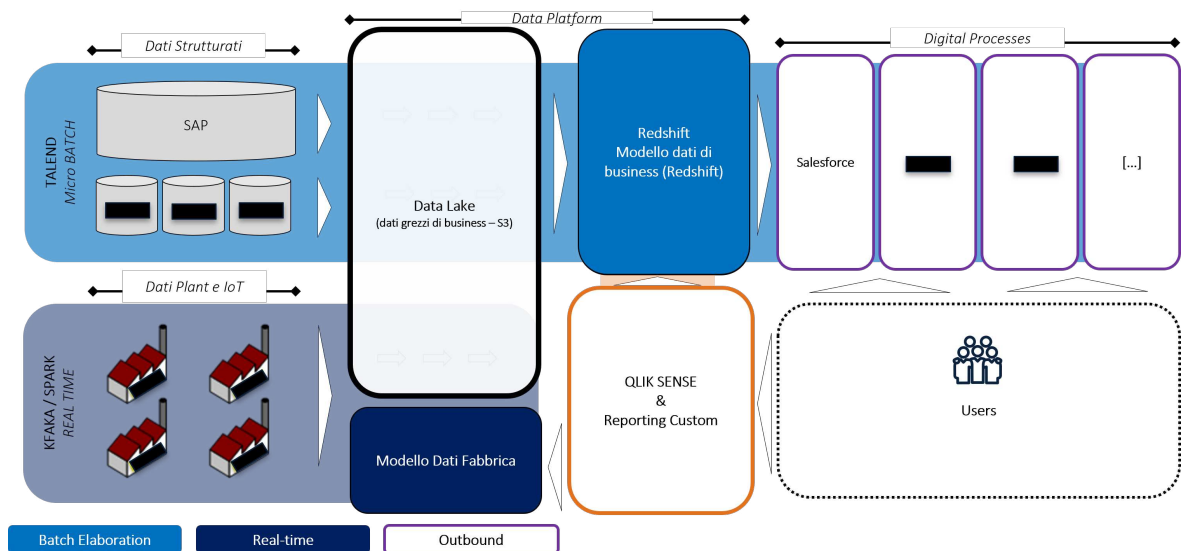 Data Platform
Dati Strutturati
Digital Processes
TALEND
Micro BATCH
SAP
Data Lake
(dati grezzi di business – S3)
Redshift
Modello dati di
business (Redshift)
Salesforce
[...]
Dati Plant e IoT
KFAKA / SPARK
REAL TIME
Modello Dati Fabbrica
QLIK SENSE
&
Reporting Custom
Users
Batch Elaboration
Real-time
Outbound